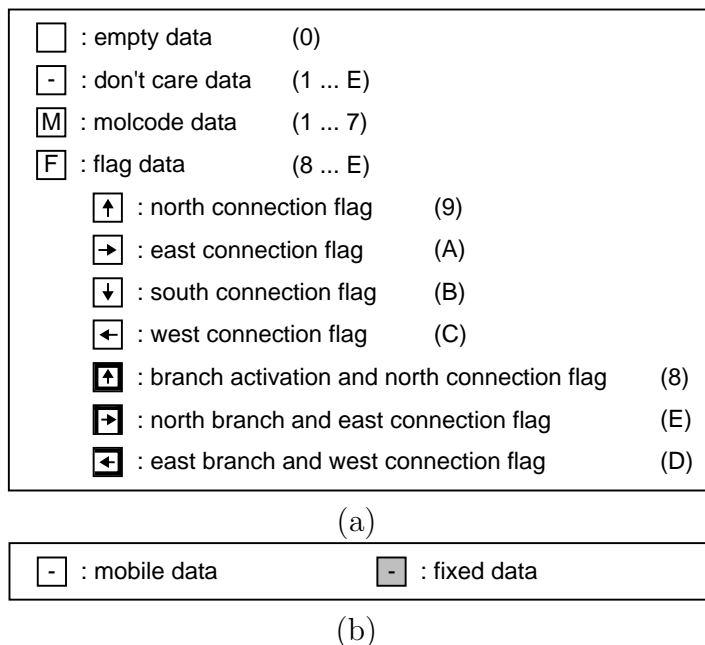 : empty data (0)
- : don't care data (1 ... E)
M : molcode data (1 ... 7)
F : flag data (8 ... E)
↑ : north connection flag (9)
→ : east connection flag (A)
↓ : south connection flag (B)
← : west connection flag (C)
↑ : branch activation and north connection flag (8)
→ : north branch and east connection flag (E)
← : east branch and west connection flag (D)
(a)
- : mobile data - : fixed data
(b)